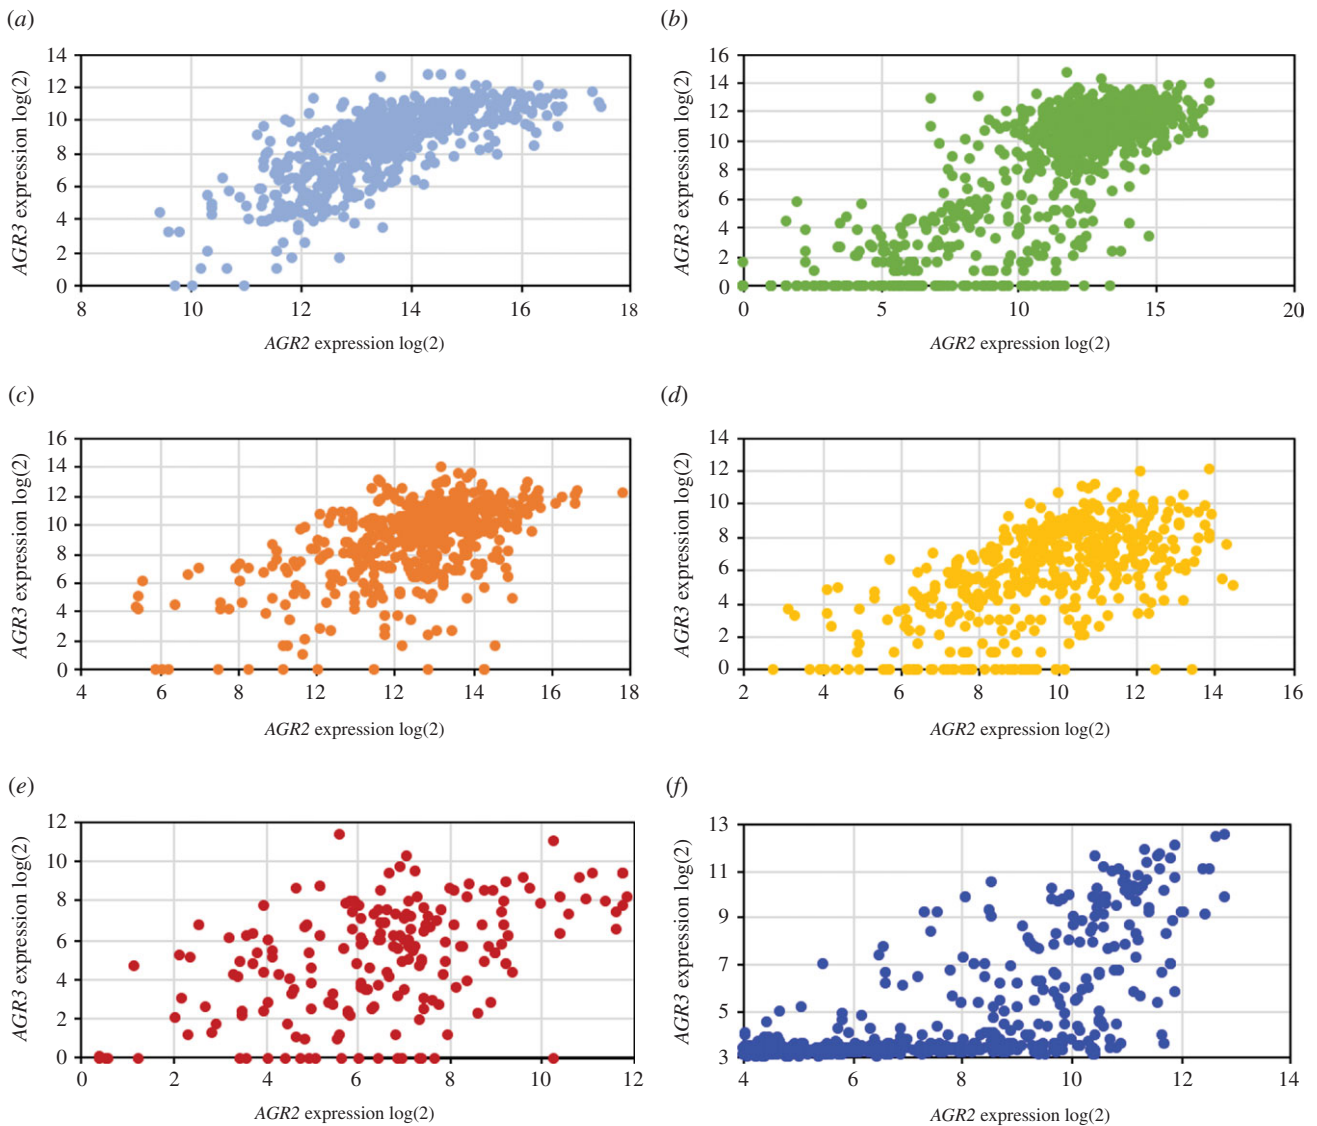 (a)
AGR3 expression log(2)
14
12
10
8
6
4
2
0
8 10 12 14 16 18
AGR2 expression log(2)
(b)
AGR3 expression log(2)
16
14
12
10
8
6
4
2
0
0 5 10 15 20
AGR2 expression log(2)
(c)
AGR3 expression log(2)
16
14
12
10
8
6
4
2
0
4 6 8 12 12 14 16 18
AGR2 expression log(2)
(d)
AGR3 expression log(2)
14
12
10
8
6
4
2
0
2 4 6 8 10 12 14 16
AGR2 expression log(2)
(e)
AGR3 expression log(2)
12
10
8
6
4
2
0
0 2 4 6 8 10 12
AGR2 expression log(2)
(f)
AGR3 expression log(2)
13
11
9
7
5
3
4 6 8 10 12 14
AGR2 expression log(2)